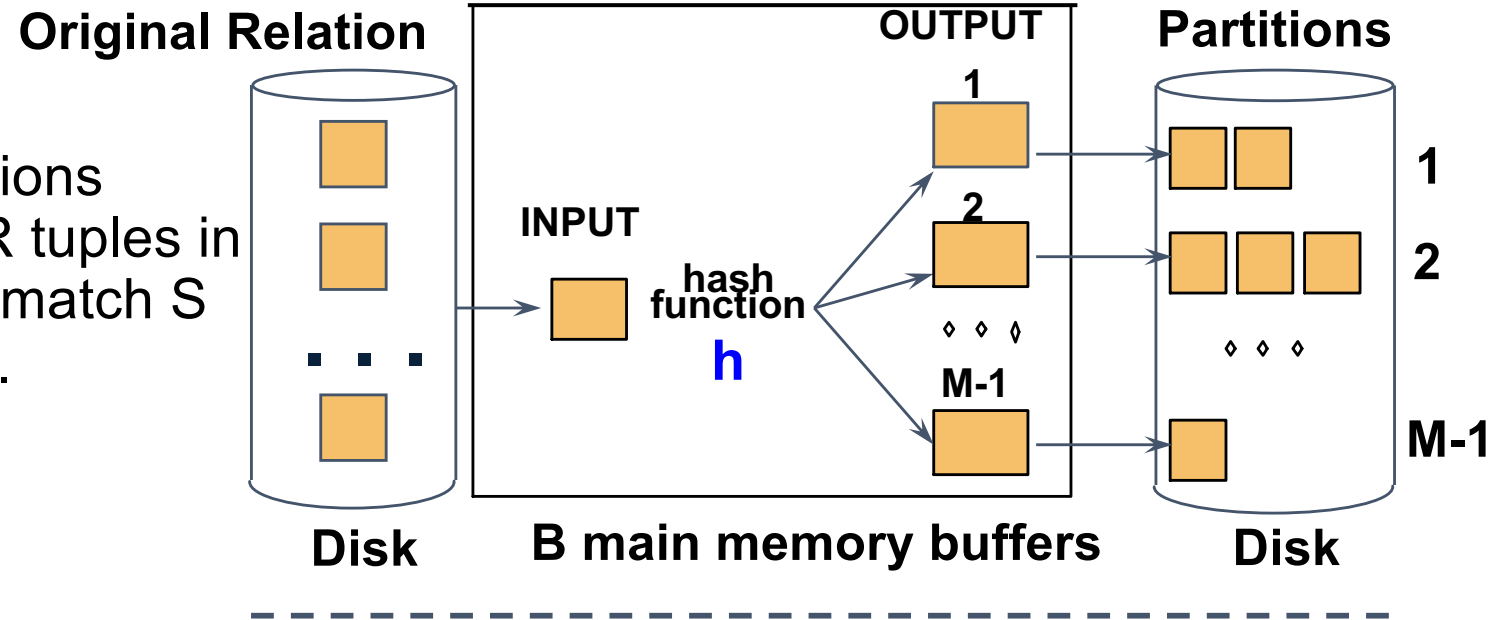 Original Relation
OUTPUT
Partitions
1
1
tions
R tuples in
match S
.
INPUT
2
2
hash
function
h
M-1
M-1
Disk
B main memory buffers
Disk